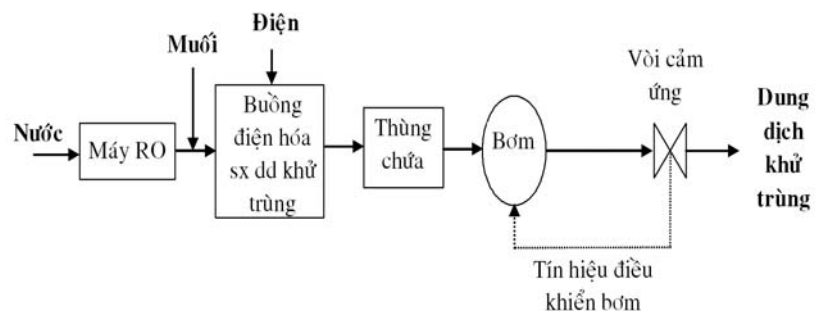 Nước
Máy RO
Muối
Điện
Buồng
điện hóa
sx dd khử
trùng
Thùng
chứa
Bơm
Vòi cảm
ứng
Dung
dịch
khử
trùng
Tín hiệu điều
khiển bơm